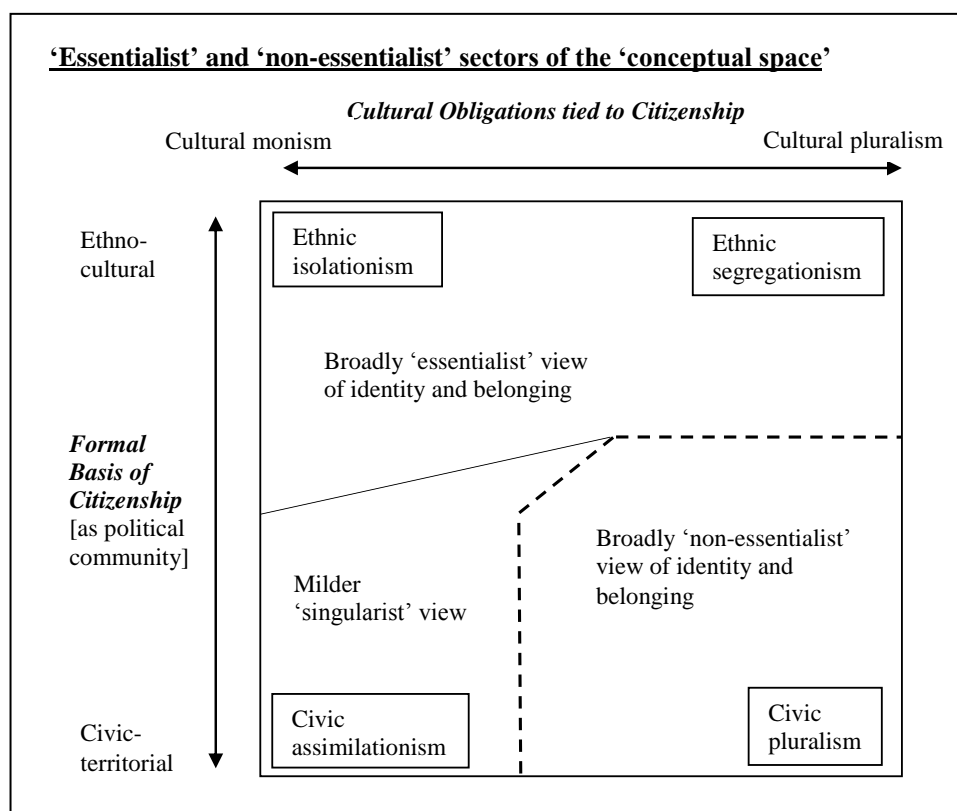 ‘Essentialist’ and ‘non-essentialist’ sectors of the ‘conceptual space’
Cultural Obligations tied to Citizenship
Cultural monism
Cultural pluralism
Ethno-
cultural
Ethnic
isolationism
Ethnic
segregationism
Broadly ‘essentialist’ view
of identity and belonging
Formal
Basis of
Citizenship
[as political
community]
Broadly ‘non-essentialist’
view of identity and
belonging
Milder
‘singularist’ view
Civic-
territorial
Civic
assimilationism
Civic
pluralism